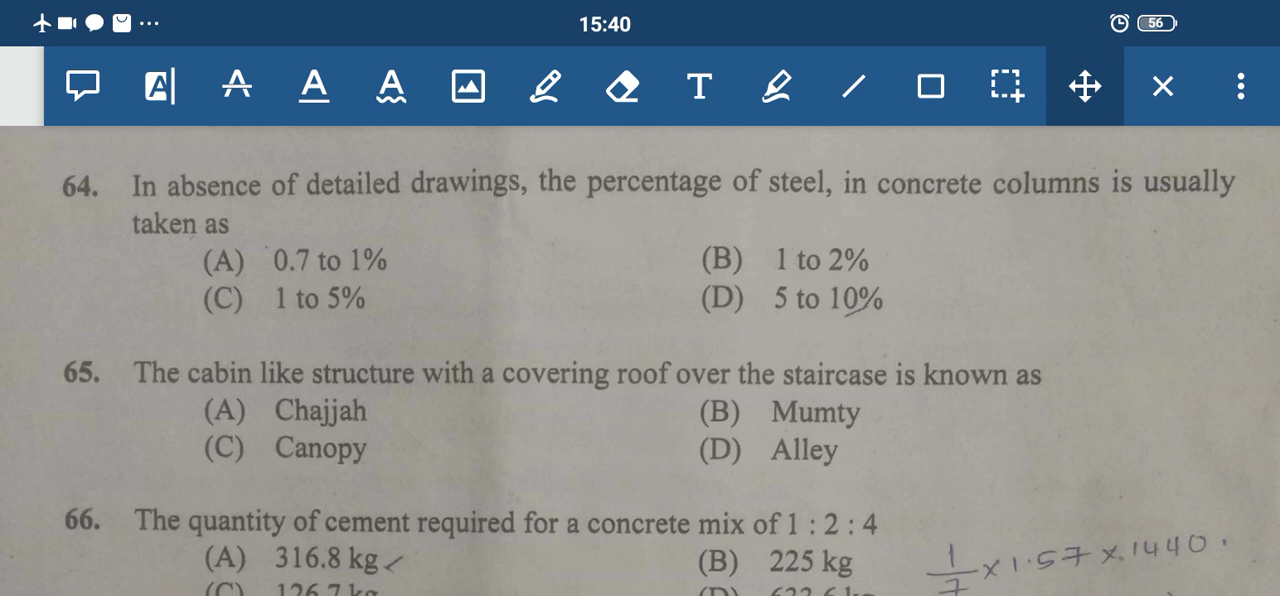 15:40
56
A A A A T
64. In absence of detailed drawings, the percentage of steel, in concrete columns is usually
taken as
(A) 0.7 to 1% (B) 1 to 2%
(C) 1 to 5% (D) 5 to 10%
65. The cabin like structure with a covering roof over the staircase is known as
(A) Chajjah (B) Mumty
(C) Canopy (D) Alley
66. The quantity of cement required for a concrete mix of 1 : 2 : 4
(A) 316.8 kg (B) 225 kg
1/7 × 1.57 × 1440.
(C) 126.7 kg (D)